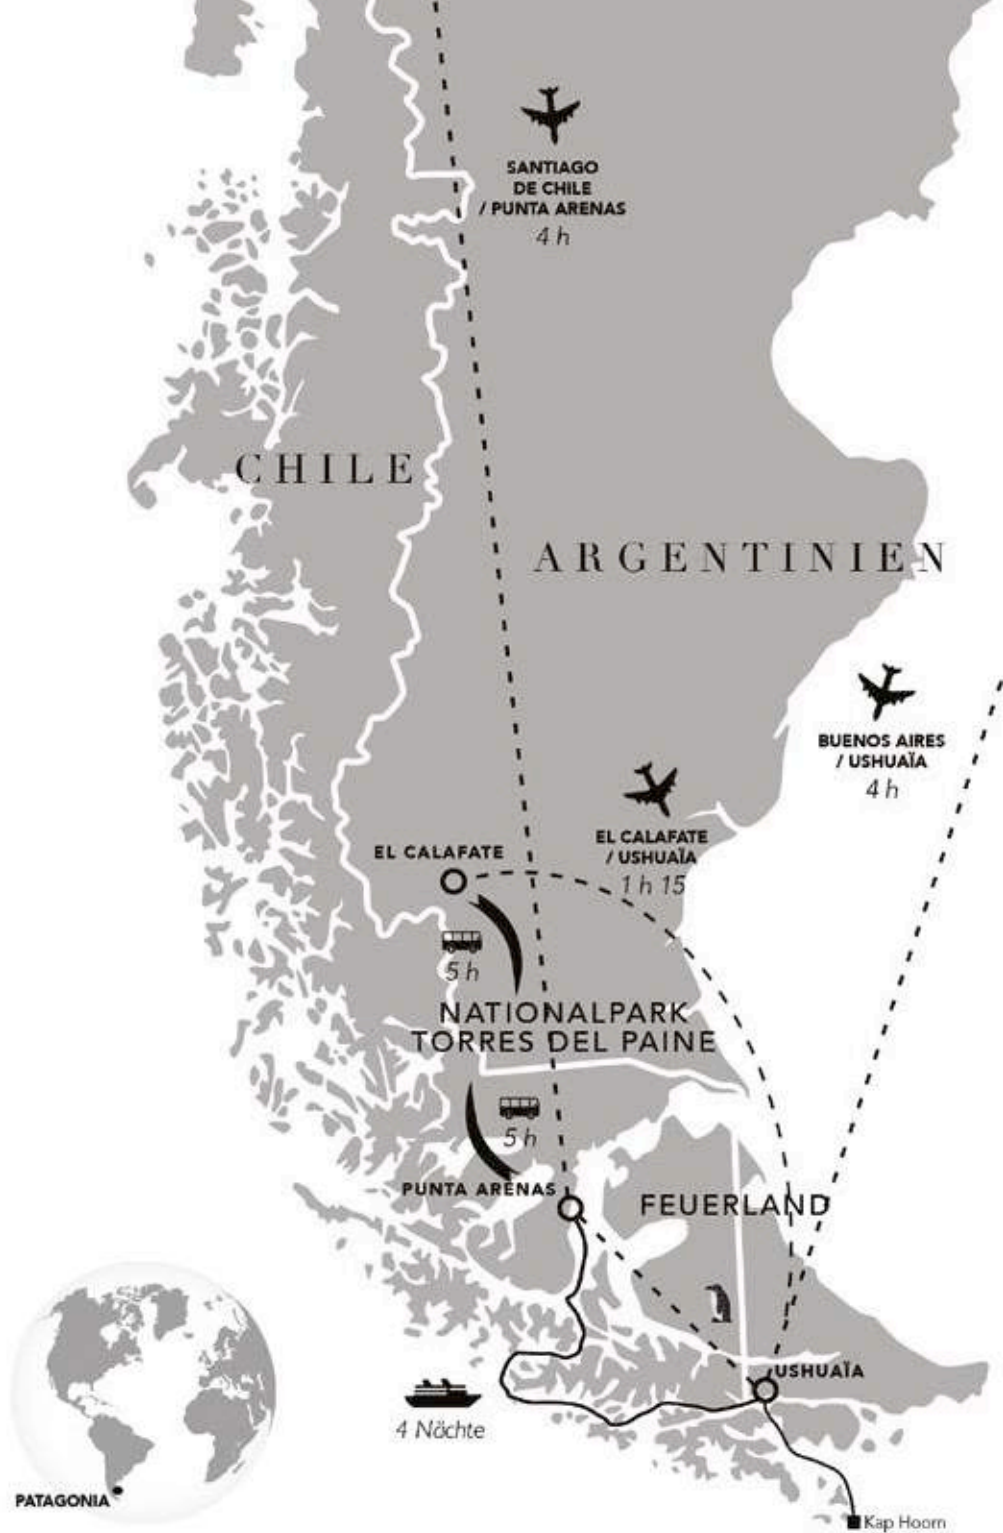 SANTIAGO
DE CHILE
/ PUNTA ARENAS
4 h
CHILE
ARGENTINIEN
BUENOS AIRES
/ USHUAÏA
4 h
EL CALAFATE
/ USHUAÏA
1 h 15
EL CALAFATE
5 h
NATIONALPARK
TORRES DEL PAINE
5 h
PUNTA ARENAS
FEUERLAND
USHUAÏA
4 Nächte
PATAGONIA
Kap Hoorn